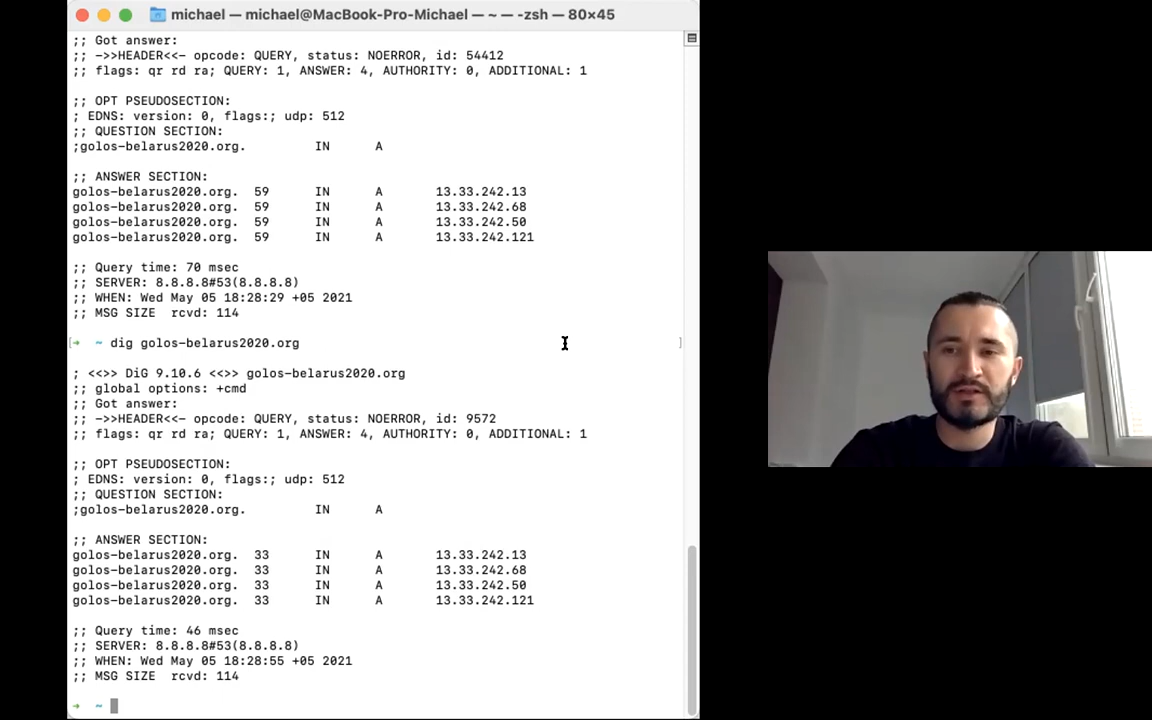 michael — michael@MacBook-Pro-Michael — ~ — -zsh — 80×45
;; Got answer:
;; ->>HEADER<<- opcode: QUERY, status: NOERROR, id: 54412
;; flags: qr rd ra; QUERY: 1, ANSWER: 4, AUTHORITY: 0, ADDITIONAL: 1
;; OPT PSEUDOSECTION:
; EDNS: version: 0, flags:; udp: 512
;; QUESTION SECTION:
;golos-belarus2020.org. IN A
;; ANSWER SECTION:
golos-belarus2020.org. 59 IN A 13.33.242.13
golos-belarus2020.org. 59 IN A 13.33.242.68
golos-belarus2020.org. 59 IN A 13.33.242.50
golos-belarus2020.org. 59 IN A 13.33.242.121
;; Query time: 70 msec
;; SERVER: 8.8.8.8#53(8.8.8.8)
;; WHEN: Wed May 05 18:28:29 +05 2021
;; MSG SIZE rcvd: 114
[➜ ~ dig golos-belarus2020.org ]
; <<>> DiG 9.10.6 <<>> golos-belarus2020.org
;; global options: +cmd
;; Got answer:
;; ->>HEADER<<- opcode: QUERY, status: NOERROR, id: 9572
;; flags: qr rd ra; QUERY: 1, ANSWER: 4, AUTHORITY: 0, ADDITIONAL: 1
;; OPT PSEUDOSECTION:
; EDNS: version: 0, flags:; udp: 512
;; QUESTION SECTION:
;golos-belarus2020.org. IN A
;; ANSWER SECTION:
golos-belarus2020.org. 33 IN A 13.33.242.13
golos-belarus2020.org. 33 IN A 13.33.242.68
golos-belarus2020.org. 33 IN A 13.33.242.50
golos-belarus2020.org. 33 IN A 13.33.242.121
;; Query time: 46 msec
;; SERVER: 8.8.8.8#53(8.8.8.8)
;; WHEN: Wed May 05 18:28:55 +05 2021
;; MSG SIZE rcvd: 114
➜ ~